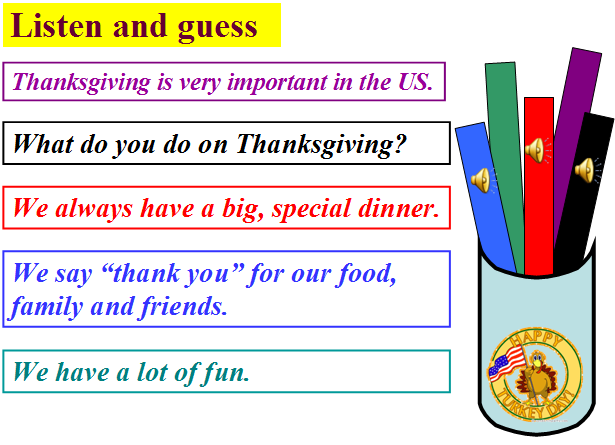 Listen and guess
Thanksgiving is very important in the US.
What do you do on Thanksgiving?
We always have a big, special dinner.
We say “thank you” for our food,
family and friends.
We have a lot of fun.
HAPPY
TURKEY DAY!